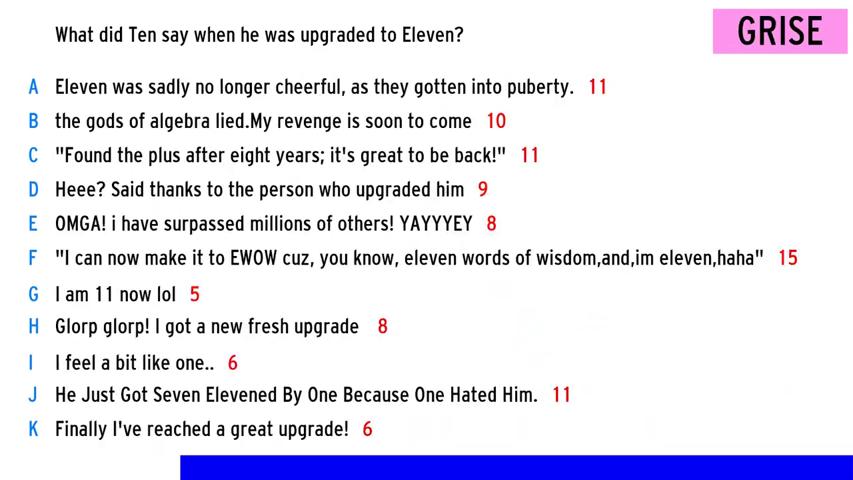 What did Ten say when he was upgraded to Eleven?
GRISE
A Eleven was sadly no longer cheerful, as they gotten into puberty. 11
B the gods of algebra lied.My revenge is soon to come 10
C "Found the plus after eight years; it's great to be back!" 11
D Heee? Said thanks to the person who upgraded him 9
E OMGA! i have surpassed millions of others! YAYYYEY 8
F "I can now make it to EWOW cuz, you know, eleven words of wisdom,and,im eleven,haha" 15
G I am 11 now lol 5
H Glorp glorp! I got a new fresh upgrade 8
I I feel a bit like one.. 6
J He Just Got Seven Elevened By One Because One Hated Him. 11
K Finally I've reached a great upgrade! 6